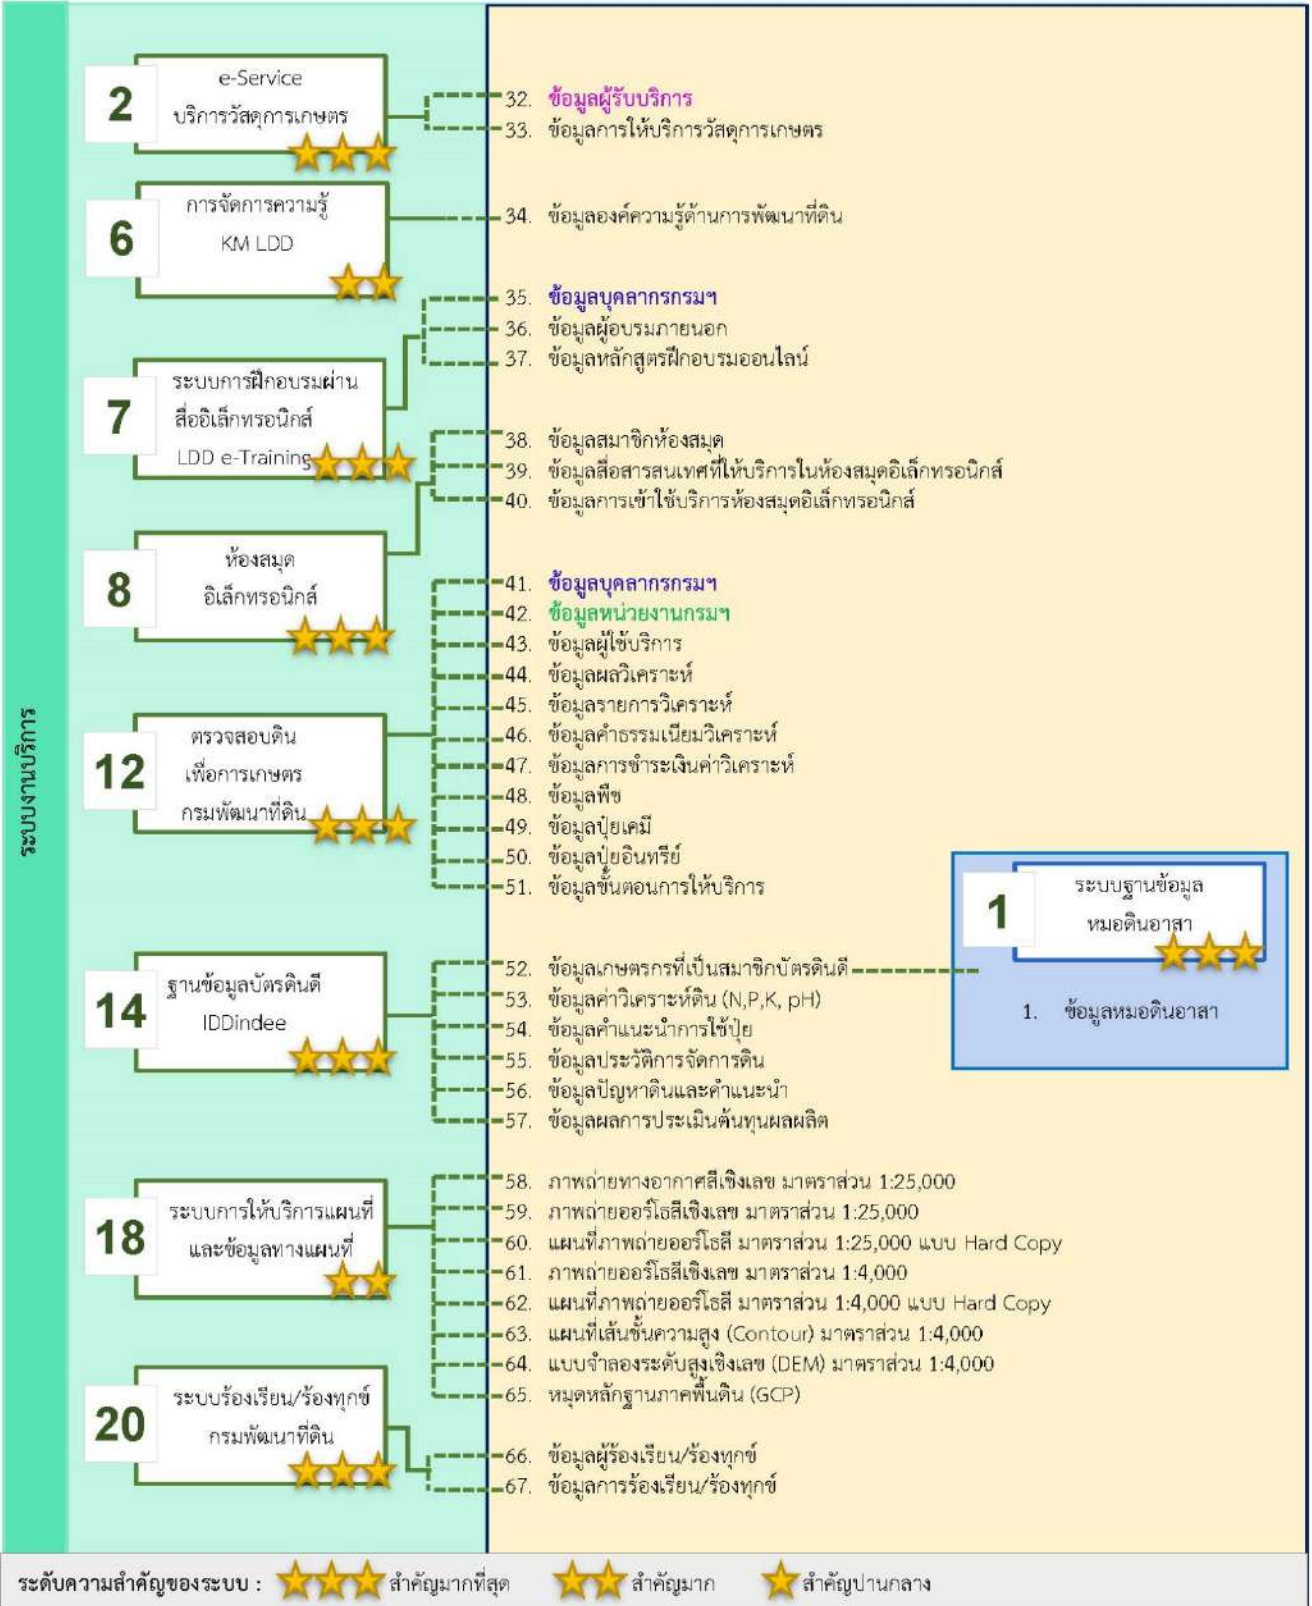 ระบบงานบริการ
2
e-Service
บริการวัสดุการเกษตร
32. ข้อมูลผู้รับบริการ
33. ข้อมูลการให้บริการวัสดุการเกษตร
6
การจัดการความรู้
KM LDD
34. ข้อมูลองค์ความรู้ด้านการพัฒนาที่ดิน
7
ระบบการฝึกอบรมผ่าน
สื่ออิเล็กทรอนิกส์
LDD e-Training
35. ข้อมูลบุคลากรกรมฯ
36. ข้อมูลผู้อบรมภายนอก
37. ข้อมูลหลักสูตรฝึกอบรมออนไลน์
8
ห้องสมุด
อิเล็กทรอนิกส์
38. ข้อมูลสมาชิกห้องสมุด
39. ข้อมูลสื่อสารสนเทศที่ให้บริการในห้องสมุดอิเล็กทรอนิกส์
40. ข้อมูลการเข้าใช้บริการห้องสมุดอิเล็กทรอนิกส์
12
ตรวจสอบดิน
เพื่อการเกษตร
กรมพัฒนาที่ดิน
41. ข้อมูลบุคลากรกรมฯ
42. ข้อมูลหน่วยงานกรมฯ
43. ข้อมูลผู้ใช้บริการ
44. ข้อมูลผลวิเคราะห์
45. ข้อมูลรายการวิเคราะห์
46. ข้อมูลค่าธรรมเนียมวิเคราะห์
47. ข้อมูลการชำระเงินค่าวิเคราะห์
48. ข้อมูลพืช
49. ข้อมูลปุ๋ยเคมี
50. ข้อมูลปุ๋ยอินทรีย์
51. ข้อมูลขั้นตอนการให้บริการ
1
ระบบฐานข้อมูล
หมอดินอาสา
1. ข้อมูลหมอดินอาสา
14
ฐานข้อมูลบัตรดินดี
IDDindee
52. ข้อมูลเกษตรกรที่เป็นสมาชิกบัตรดินดี
53. ข้อมูลค่าวิเคราะห์ดิน (N,P,K, pH)
54. ข้อมูลคำแนะนำการใช้ปุ๋ย
55. ข้อมูลประวัติการจัดการดิน
56. ข้อมูลปัญหาดินและคำแนะนำ
57. ข้อมูลผลการประเมินต้นทุนผลผลิต
18
ระบบการให้บริการแผนที่
และข้อมูลทางแผนที่
58. ภาพถ่ายทางอากาศสีเชิงเลข มาตราส่วน 1:25,000
59. ภาพถ่ายออร์โธสีเชิงเลข มาตราส่วน 1:25,000
60. แผนที่ภาพถ่ายออร์โธสี มาตราส่วน 1:25,000 แบบ Hard Copy
61. ภาพถ่ายออร์โธสีเชิงเลข มาตราส่วน 1:4,000
62. แผนที่ภาพถ่ายออร์โธสี มาตราส่วน 1:4,000 แบบ Hard Copy
63. แผนที่เส้นชั้นความสูง (Contour) มาตราส่วน 1:4,000
64. แบบจำลองระดับสูงเชิงเลข (DEM) มาตราส่วน 1:4,000
65. หมุดหลักฐานภาคพื้นดิน (GCP)
20
ระบบร้องเรียน/ร้องทุกข์
กรมพัฒนาที่ดิน
66. ข้อมูลผู้ร้องเรียน/ร้องทุกข์
67. ข้อมูลการร้องเรียน/ร้องทุกข์
ระดับความสำคัญของระบบ : สำคัญมากที่สุด สำคัญมาก สำคัญปานกลาง